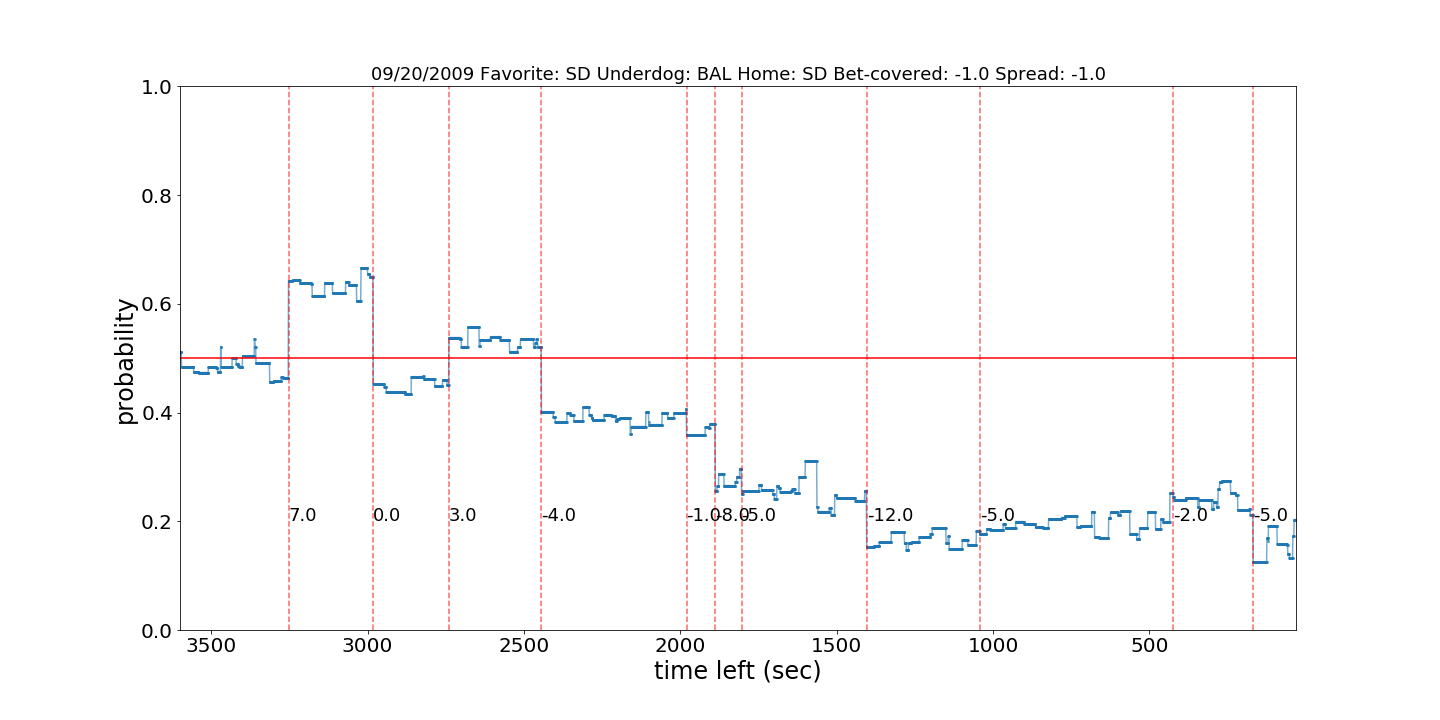 09/20/2009 Favorite: SD Underdog: BAL Home: SD Bet-covered: -1.0 Spread: -1.0
1.0
0.8
0.6
0.4
0.2
0.0
probability
7.0 0.0 3.0 -4.0 -1.0 -8.0 -5.0 -12.0 -5.0 -2.0 -5.0
3500 3000 2500 2000 1500 1000 500
time left (sec)